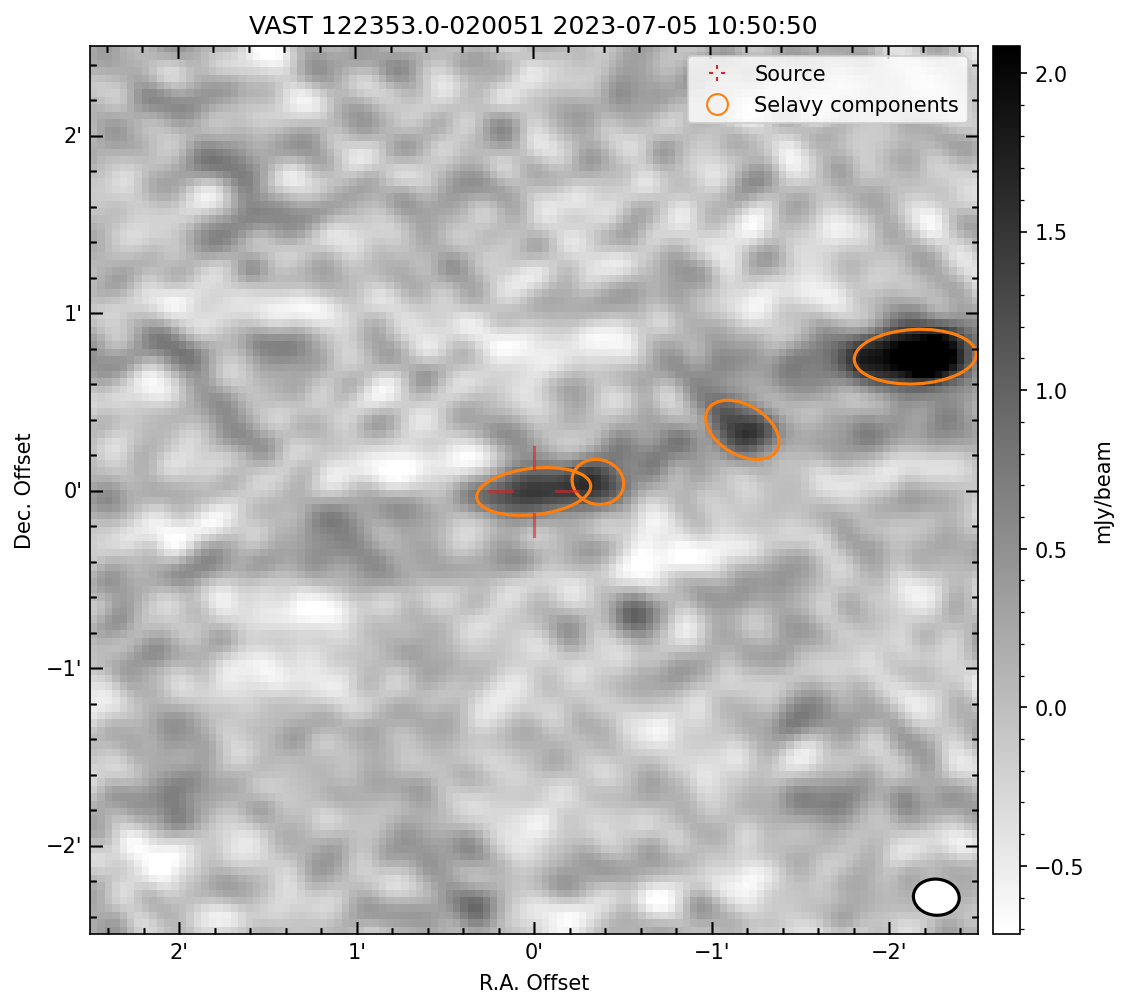 VAST 122353.0-020051 2023-07-05 10:50:50
Source
Selavy components
2'
1'
0'
−1'
−2'
Dec. Offset
2'
1'
0'
−1'
−2'
R.A. Offset
2.0
1.5
1.0
0.5
0.0
−0.5
mJy/beam